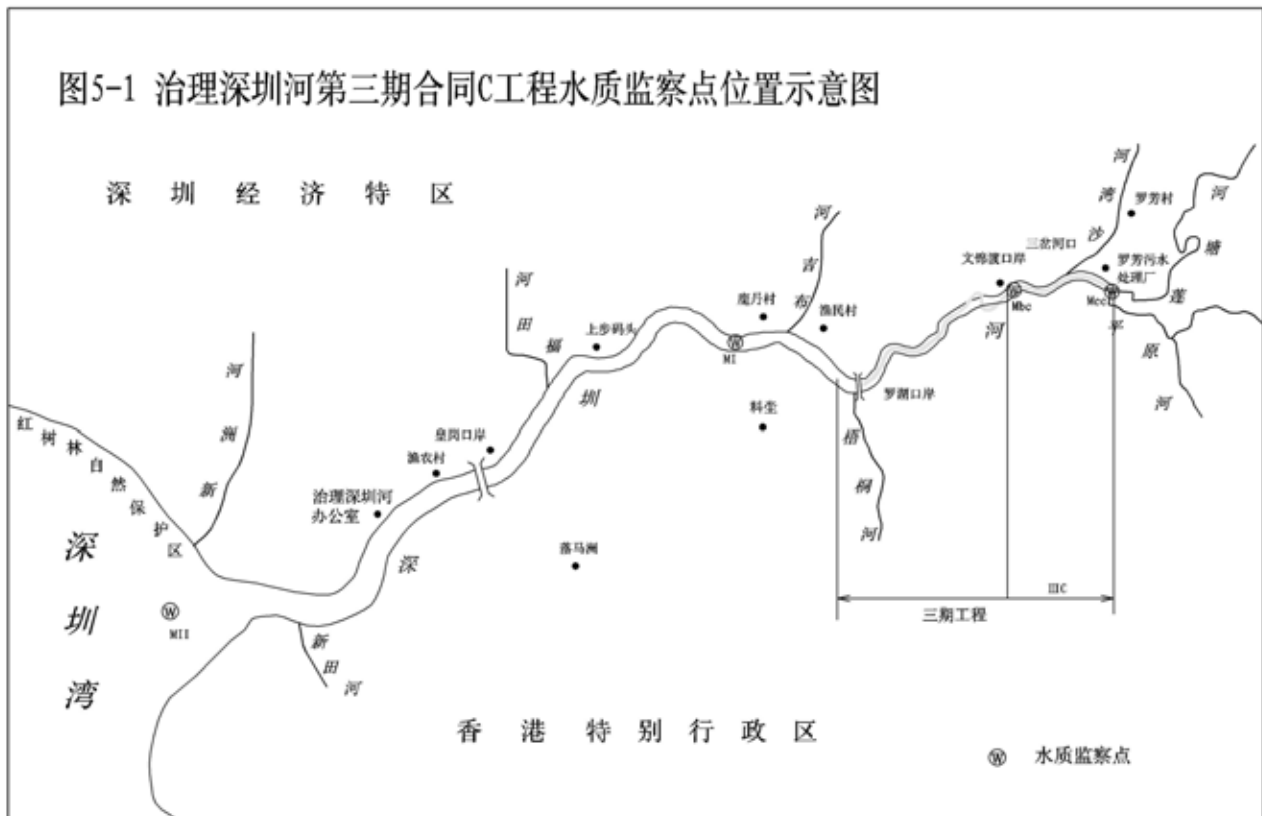 图5-1 治理深圳河第三期合同C工程水质监察点位置示意图
深圳经济特区
河湾沙
罗芳村
河塘莲
三岔河口
文锦渡口岸
罗芳污水
处理厂
Mbc
Mcc
平原河
河吉布
鹿丹村
渔民村
MI
河田福
上步码头
罗湖口岸
梧桐河
料壆
皇岗口岸
渔农村
治理深圳河
办公室
河洲新
红树林自然保护区
深圳湾
MII
深圳河
落马洲
新田河
IIIC
三期工程
香港特别行政区
Ⓦ 水质监察点